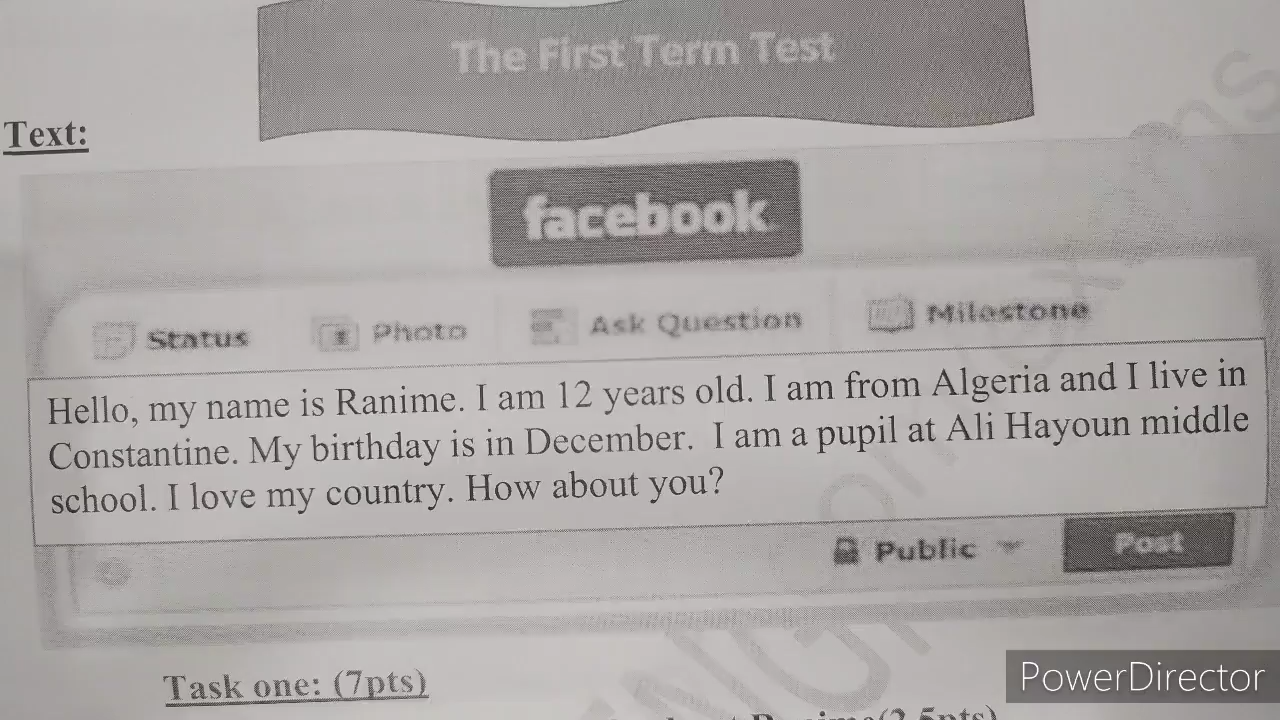 The First Term Test
Text:
facebook
Status Photo Ask Question Milestone
Hello, my name is Ranime. I am 12 years old. I am from Algeria and I live in
Constantine. My birthday is in December. I am a pupil at Ali Hayoun middle
school. I love my country. How about you?
Public Post
Task one: (7pts)
PowerDirector